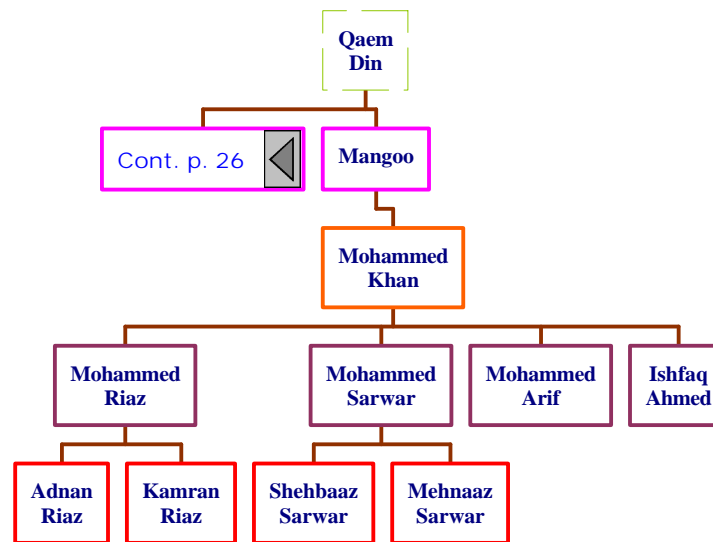 Qaem
Din
Cont. p. 26
Mangoo
Mohammed
Khan
Mohammed
Riaz
Mohammed
Sarwar
Mohammed
Arif
Ishfaq
Ahmed
Adnan
Riaz
Kamran
Riaz
Shehbaaz
Sarwar
Mehnaaz
Sarwar